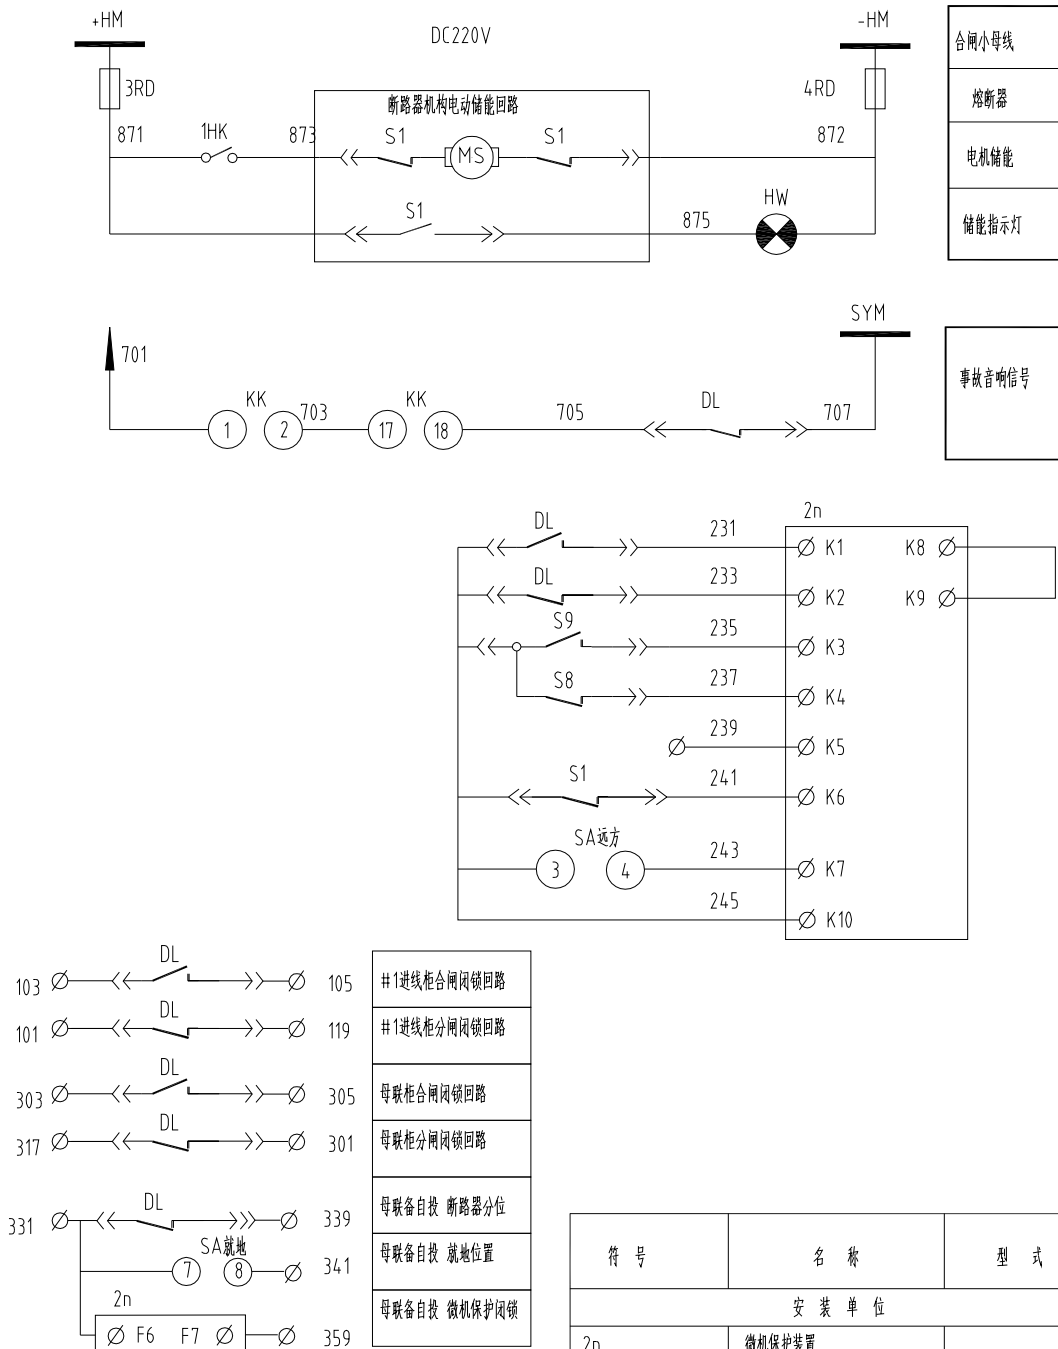 +HM
DC220V
-HM
合闸小母线
3RD
4RD
熔断器
断路器机构电动储能回路
871
1HK
873
S1
MS
S1
872
电机储能
S1
875
HW
储能指示灯
SYM
701
事故音响信号
KK
703
KK
705
DL
707
1
2
17
18
2n
DL
231
K1
K8
DL
233
K2
K9
S9
235
K3
S8
237
K4
239
K5
S1
241
K6
SA远方
3
4
243
K7
245
K10
103
DL
105
#1进线柜合闸闭锁回路
101
DL
119
#1进线柜分闸闭锁回路
303
DL
305
母联柜合闸闭锁回路
317
DL
301
母联柜分闸闭锁回路
331
DL
339
母联备自投 断路器分位
SA就地
7
8
341
母联备自投 就地位置
2n
F6
F7
359
母联备自投 微机保护闭锁
符 号
名 称
型 式
安 装 单 位
2n
微机保护装置